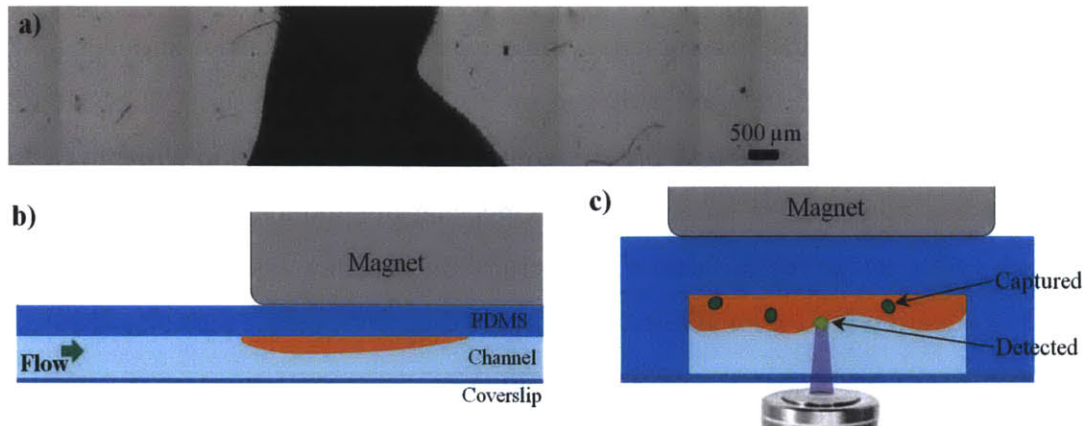 a)
500 µm
b)
Magnet
PDMS
Flow
Channel
Coverslip
c)
Magnet
Captured
Detected